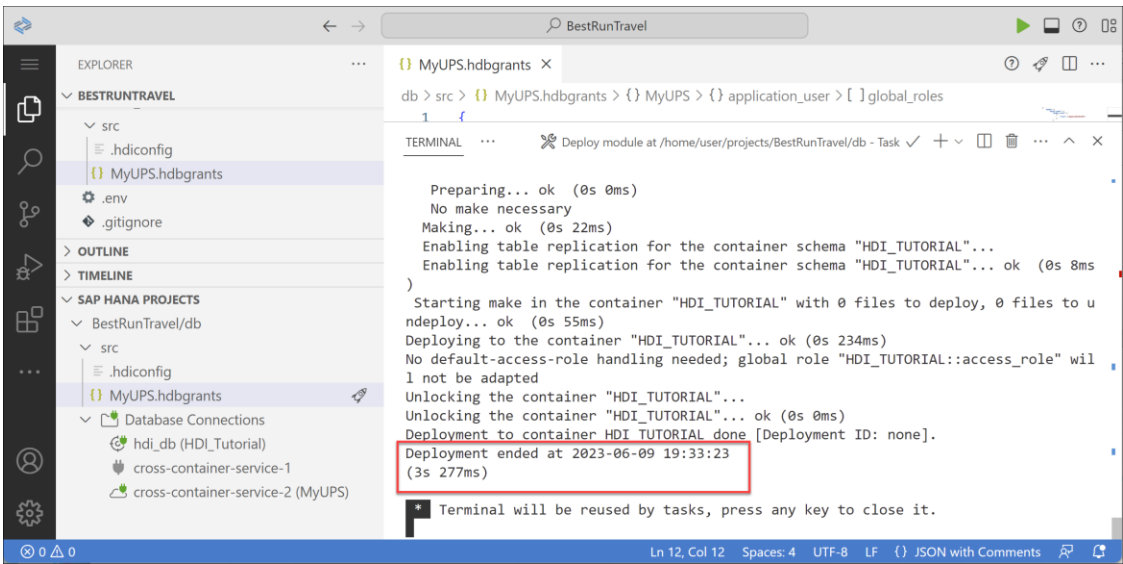 BestRunTravel
EXPLORER
...
BESTRUNTRAVEL
src
.hdiconfig
{} MyUPS.hdbgrants
.env
.gitignore
OUTLINE
TIMELINE
SAP HANA PROJECTS
BestRunTravel/db
src
.hdiconfig
{} MyUPS.hdbgrants
Database Connections
hdi_db (HDI_Tutorial)
cross-container-service-1
cross-container-service-2 (MyUPS)
{} MyUPS.hdbgrants ×
db > src > {} MyUPS.hdbgrants > {} MyUPS > {} application_user > [ ] global_roles
1 {
TERMINAL ... Deploy module at /home/user/projects/BestRunTravel/db - Task ✓
Preparing... ok (0s 0ms)
No make necessary
Making... ok (0s 22ms)
Enabling table replication for the container schema "HDI_TUTORIAL"...
Enabling table replication for the container schema "HDI_TUTORIAL"... ok (0s 8ms
)
Starting make in the container "HDI_TUTORIAL" with 0 files to deploy, 0 files to u
ndeploy... ok (0s 55ms)
Deploying to the container "HDI_TUTORIAL"... ok (0s 234ms)
No default-access-role handling needed; global role "HDI_TUTORIAL::access_role" wil
l not be adapted
Unlocking the container "HDI_TUTORIAL"...
Unlocking the container "HDI_TUTORIAL"... ok (0s 0ms)
Deployment to container HDI_TUTORIAL done [Deployment ID: none].
Deployment ended at 2023-06-09 19:33:23
(3s 277ms)
* Terminal will be reused by tasks, press any key to close it.
0 0 Ln 12, Col 12 Spaces: 4 UTF-8 LF {} JSON with Comments